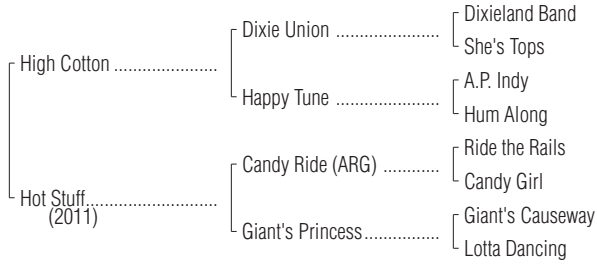 Dixieland Band
Dixie Union ....................
She's Tops
High Cotton ....................
A.P. Indy
Happy Tune ....................
Hum Along
Ride the Rails
Candy Ride (ARG) ...........
Candy Girl
Hot Stuff.........................
(2011)
Giant's Causeway
Giant's Princess...............
Lotta Dancing